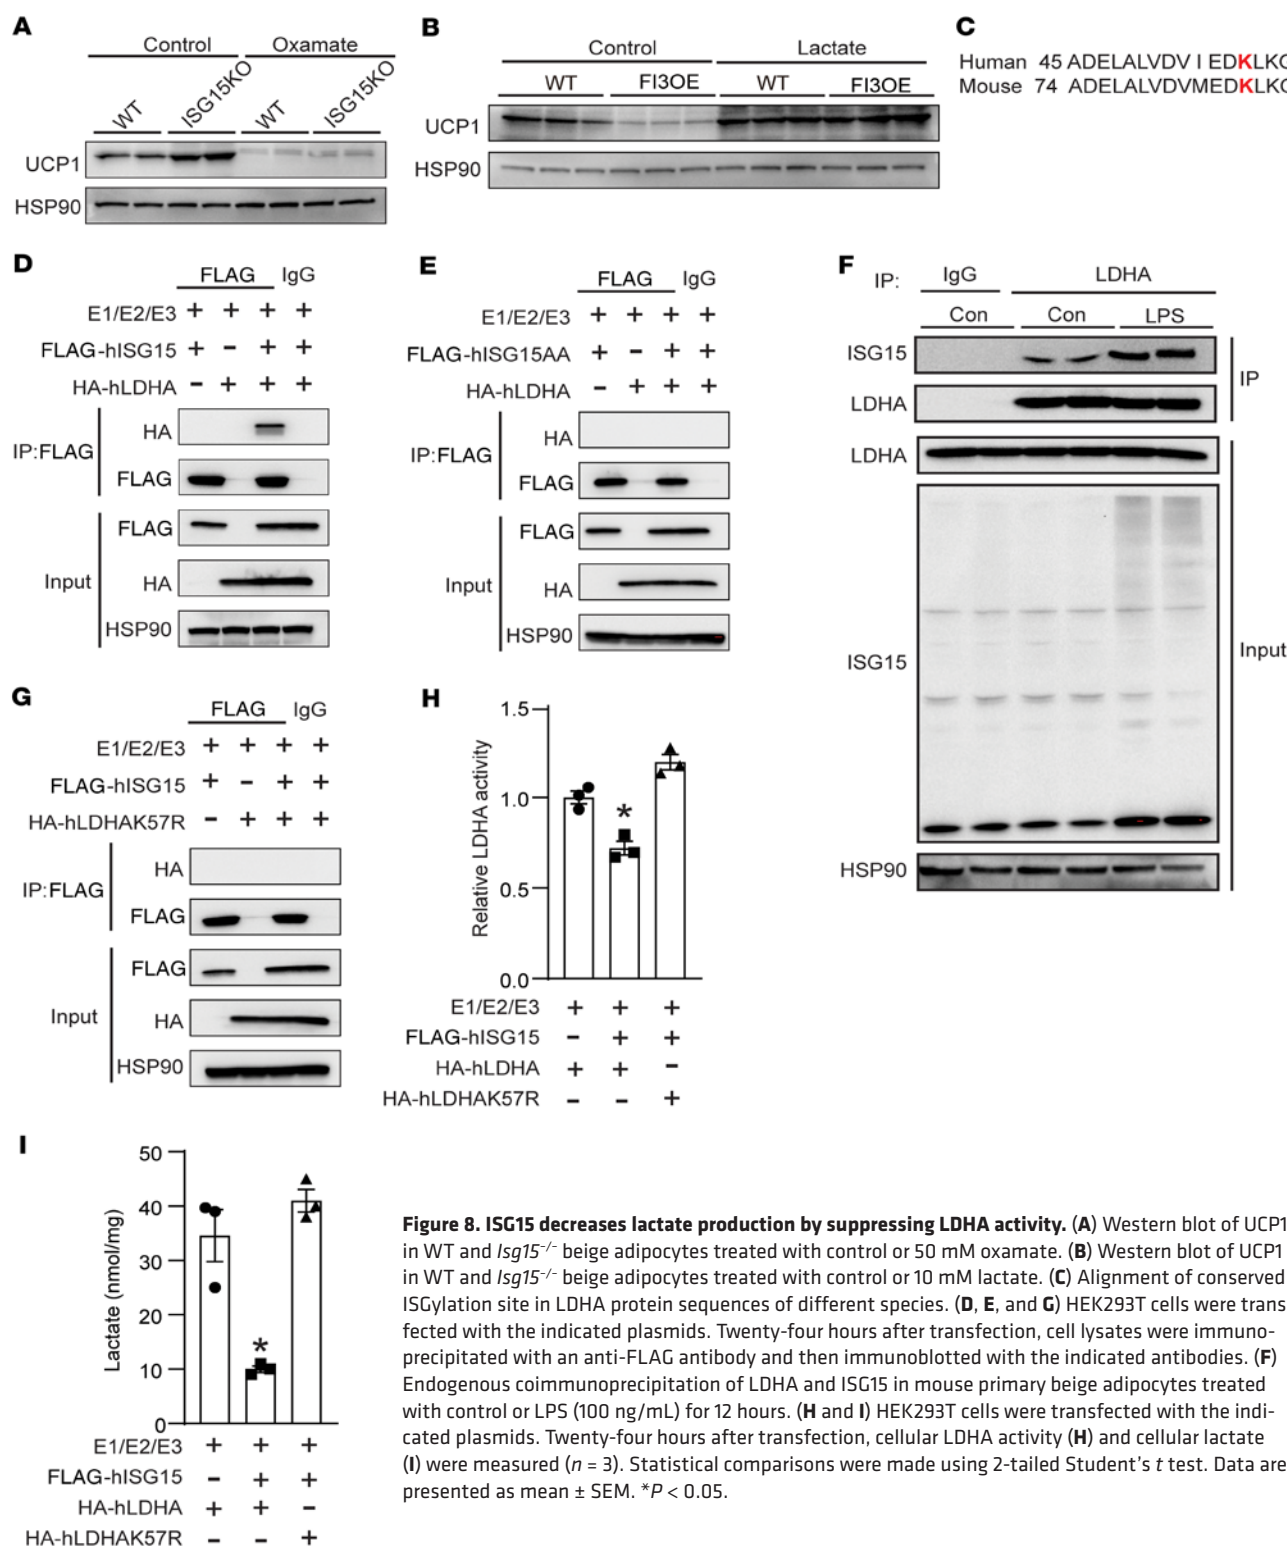 A
Control Oxamate
WT ISG15KO WT ISG15KO
UCP1
HSP90
B
Control Lactate
WT FI3OE WT FI3OE
UCP1
HSP90
C
Human 45 ADELALVDV I EDKLKG
Mouse 74 ADELALVDVMEDKLKG
D
FLAG IgG
E1/E2/E3 + + + +
FLAG-hISG15 + - + +
HA-hLDHA - + + +
IP:FLAG
HA
FLAG
Input
FLAG
HA
HSP90
E
FLAG IgG
E1/E2/E3 + + + +
FLAG-hISG15AA + - + +
HA-hLDHA - + + +
IP:FLAG
HA
FLAG
Input
FLAG
HA
HSP90
F
IP: IgG LDHA
Con Con LPS
ISG15
LDHA
IP
LDHA
ISG15
HSP90
Input
G
FLAG IgG
E1/E2/E3 + + + +
FLAG-hISG15 + - + +
HA-hLDHAK57R - + + +
IP:FLAG
HA
FLAG
Input
FLAG
HA
HSP90
H
Relative LDHA activity
1.5
1.0
0.5
0.0
*
E1/E2/E3 + + +
FLAG-hISG15 - + +
HA-hLDHA + + -
HA-hLDHAK57R - - +
I
Lactate (nmol/mg)
50
40
30
20
10
0
*
E1/E2/E3 + + +
FLAG-hISG15 - + +
HA-hLDHA + + -
HA-hLDHAK57R - - +
Figure 8. ISG15 decreases lactate production by suppressing LDHA activity. (A) Western blot of UCP1
in WT and Isg15–/– beige adipocytes treated with control or 50 mM oxamate. (B) Western blot of UCP1
in WT and Isg15–/– beige adipocytes treated with control or 10 mM lactate. (C) Alignment of conserved
ISGylation site in LDHA protein sequences of different species. (D, E, and G) HEK293T cells were trans
fected with the indicated plasmids. Twenty-four hours after transfection, cell lysates were immuno-
precipitated with an anti-FLAG antibody and then immunoblotted with the indicated antibodies. (F)
Endogenous coimmunoprecipitation of LDHA and ISG15 in mouse primary beige adipocytes treated
with control or LPS (100 ng/mL) for 12 hours. (H and I) HEK293T cells were transfected with the indi-
cated plasmids. Twenty-four hours after transfection, cellular LDHA activity (H) and cellular lactate
(I) were measured (n = 3). Statistical comparisons were made using 2-tailed Student's t test. Data are
presented as mean ± SEM. *P < 0.05.